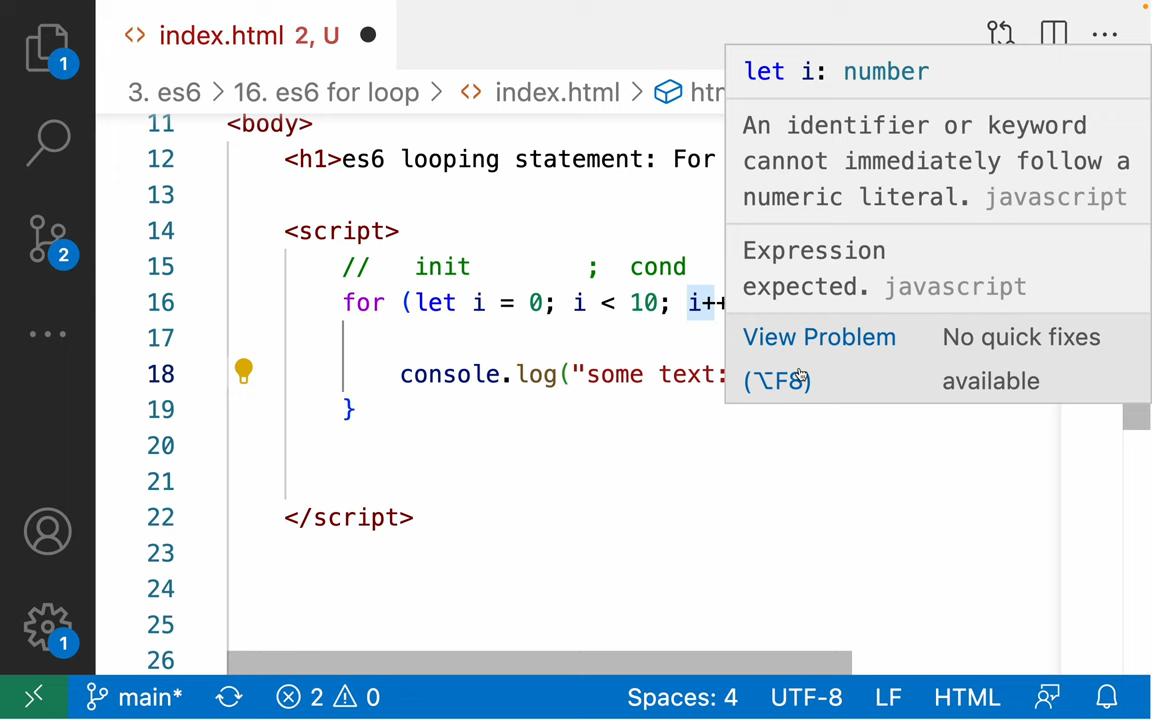 index.html 2, U
3. es6 > 16. es6 for loop > index.html >
1
2
1
11 <body>
12 <h1>es6 looping statement: For
13
14 <script>
15 // init ; cond
16 for (let i = 0; i < 10; i++
17
18 console.log("some text:
19 }
20
21
22 </script>
23
24
25
26
let i: number
An identifier or keyword
cannot immediately follow a
numeric literal. javascript
Expression
expected. javascript
View Problem No quick fixes
(⌥F8) available
main* 2 0 Spaces: 4 UTF-8 LF HTML